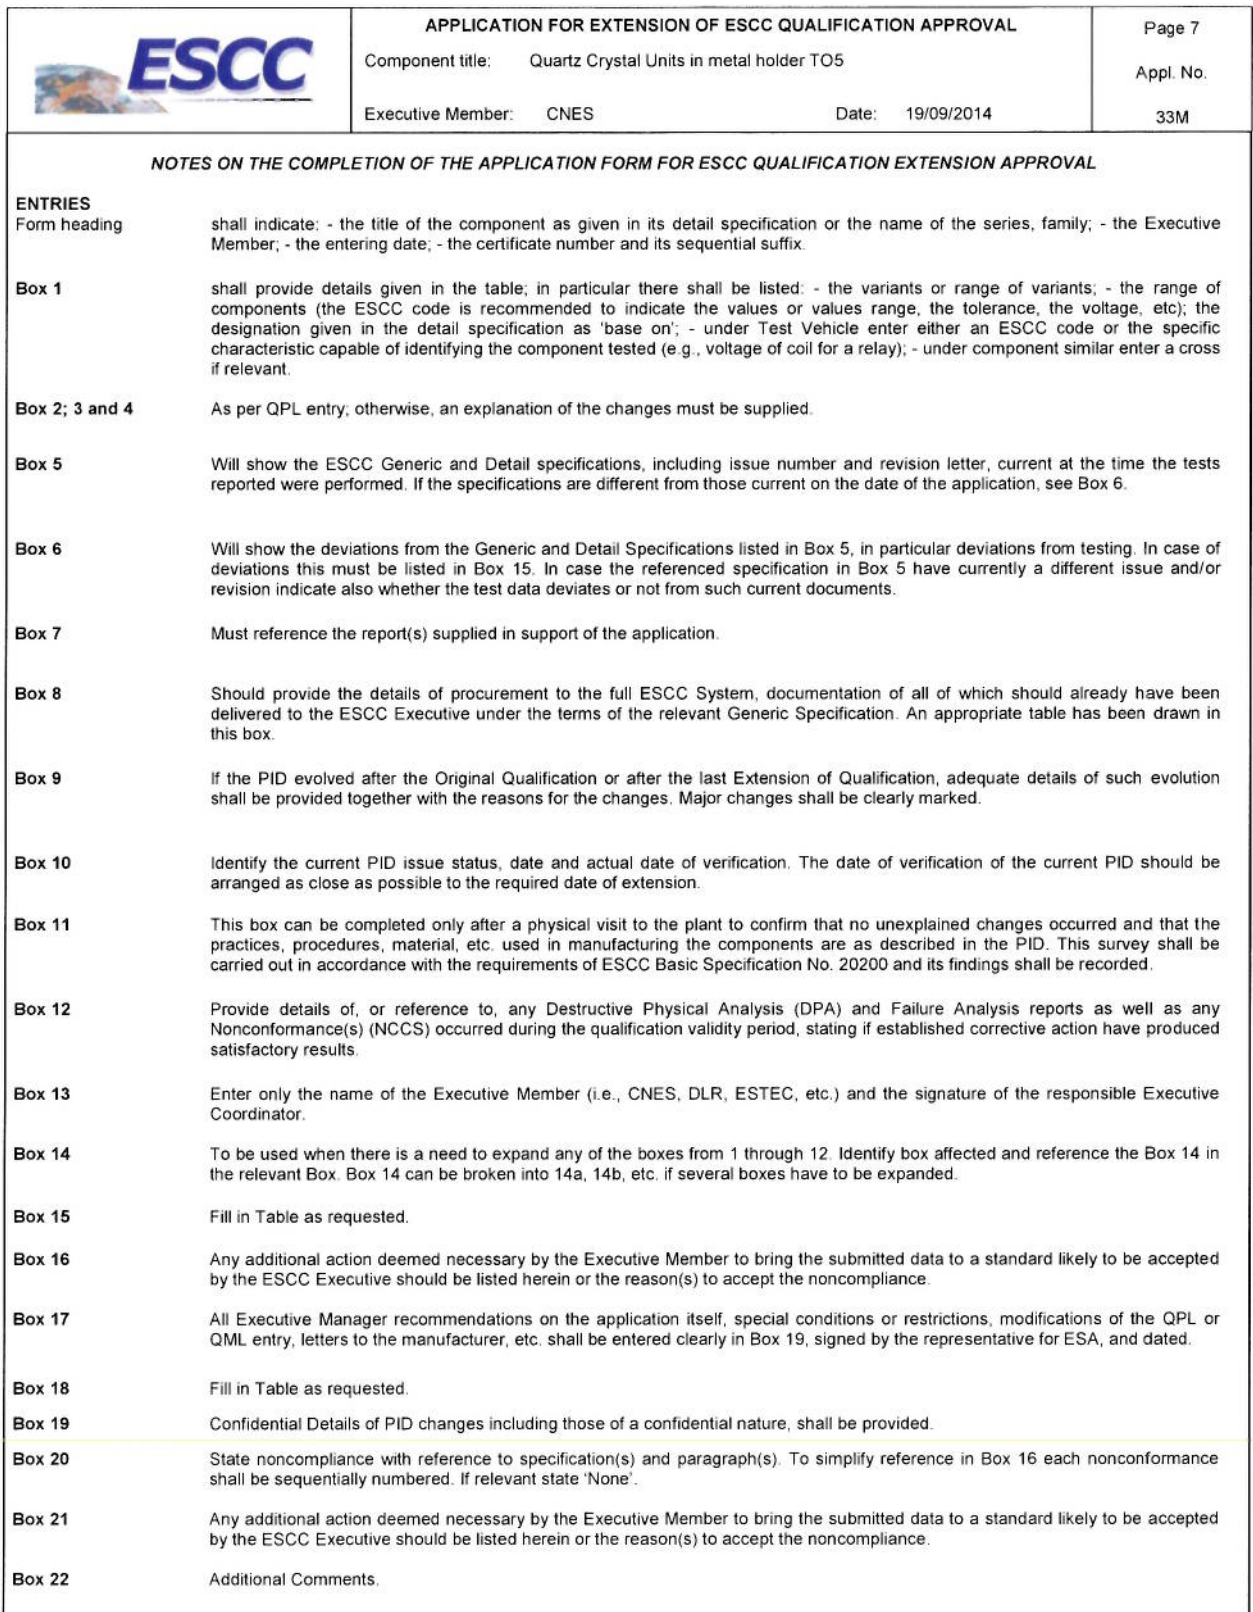 ESCC
APPLICATION FOR EXTENSION OF ESCC QUALIFICATION APPROVAL
Component title: Quartz Crystal Units in metal holder TO5
Executive Member: CNES Date: 19/09/2014
Page 7
Appl. No.
33M
NOTES ON THE COMPLETION OF THE APPLICATION FORM FOR ESCC QUALIFICATION EXTENSION APPROVAL
ENTRIES
Form heading shall indicate: - the title of the component as given in its detail specification or the name of the series, family; - the Executive
Member; - the entering date; - the certificate number and its sequential suffix.
Box 1 shall provide details given in the table; in particular there shall be listed: - the variants or range of variants; - the range of
components (the ESCC code is recommended to indicate the values or values range, the tolerance, the voltage, etc); the
designation given in the detail specification as 'base on'; - under Test Vehicle enter either an ESCC code or the specific
characteristic capable of identifying the component tested (e.g., voltage of coil for a relay); - under component similar enter a cross
if relevant.
Box 2; 3 and 4 As per QPL entry; otherwise, an explanation of the changes must be supplied.
Box 5 Will show the ESCC Generic and Detail specifications, including issue number and revision letter, current at the time the tests
reported were performed. If the specifications are different from those current on the date of the application, see Box 6.
Box 6 Will show the deviations from the Generic and Detail Specifications listed in Box 5, in particular deviations from testing. In case of
deviations this must be listed in Box 15. In case the referenced specification in Box 5 have currently a different issue and/or
revision indicate also whether the test data deviates or not from such current documents.
Box 7 Must reference the report(s) supplied in support of the application.
Box 8 Should provide the details of procurement to the full ESCC System, documentation of all of which should already have been
delivered to the ESCC Executive under the terms of the relevant Generic Specification. An appropriate table has been drawn in
this box.
Box 9 If the PID evolved after the Original Qualification or after the last Extension of Qualification, adequate details of such evolution
shall be provided together with the reasons for the changes. Major changes shall be clearly marked.
Box 10 Identify the current PID issue status, date and actual date of verification. The date of verification of the current PID should be
arranged as close as possible to the required date of extension.
Box 11 This box can be completed only after a physical visit to the plant to confirm that no unexplained changes occurred and that the
practices, procedures, material, etc. used in manufacturing the components are as described in the PID. This survey shall be
carried out in accordance with the requirements of ESCC Basic Specification No. 20200 and its findings shall be recorded.
Box 12 Provide details of, or reference to, any Destructive Physical Analysis (DPA) and Failure Analysis reports as well as any
Nonconformance(s) (NCCS) occurred during the qualification validity period, stating if established corrective action have produced
satisfactory results.
Box 13 Enter only the name of the Executive Member (i.e., CNES, DLR, ESTEC, etc.) and the signature of the responsible Executive
Coordinator.
Box 14 To be used when there is a need to expand any of the boxes from 1 through 12. Identify box affected and reference the Box 14 in
the relevant Box. Box 14 can be broken into 14a, 14b, etc. if several boxes have to be expanded.
Box 15 Fill in Table as requested.
Box 16 Any additional action deemed necessary by the Executive Member to bring the submitted data to a standard likely to be accepted
by the ESCC Executive should be listed herein or the reason(s) to accept the noncompliance.
Box 17 All Executive Manager recommendations on the application itself, special conditions or restrictions, modifications of the QPL or
QML entry, letters to the manufacturer, etc. shall be entered clearly in Box 19, signed by the representative for ESA, and dated.
Box 18 Fill in Table as requested.
Box 19 Confidential Details of PID changes including those of a confidential nature, shall be provided.
Box 20 State noncompliance with reference to specification(s) and paragraph(s). To simplify reference in Box 16 each nonconformance
shall be sequentially numbered. If relevant state 'None'.
Box 21 Any additional action deemed necessary by the Executive Member to bring the submitted data to a standard likely to be accepted
by the ESCC Executive should be listed herein or the reason(s) to accept the noncompliance.
Box 22 Additional Comments.